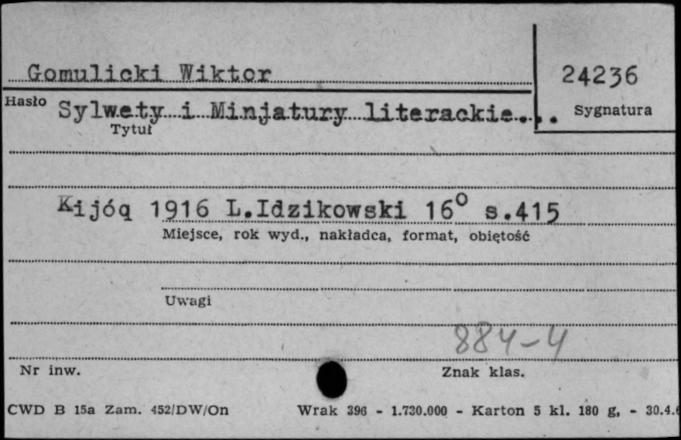 Gomulicki Wiktor
24236
Hasło
Sylwety i Minjatury literackie...
Sygnatura
Tytuł
Kijóq 1916 L.Idzikowski 16° s.415
Miejsce, rok wyd., nakładca, format, obiętość
Uwagi
884-4
Nr inw.
Znak klas.
CWD B 15a Zam. 452/DW/On Wrak 396 - 1.730.000 - Karton 5 kl. 180 g, - 30.4.